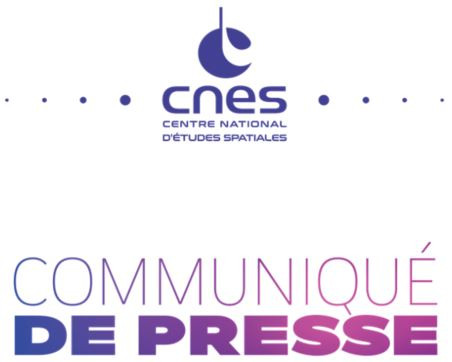 cnes
CENTRE NATIONAL
D'ÉTUDES SPATIALES
COMMUNIQUÉ
DE PRESSE